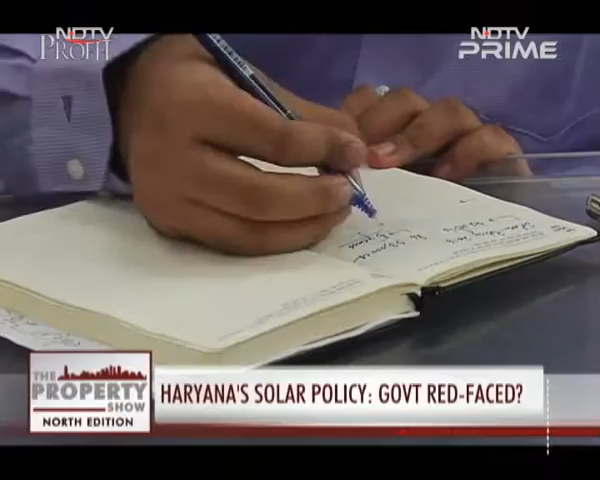 NDTV
PROFIT
NDTV
PRIME
THE
PROPERTY
SHOW
NORTH EDITION
HARYANA'S SOLAR POLICY: GOVT RED-FACED?